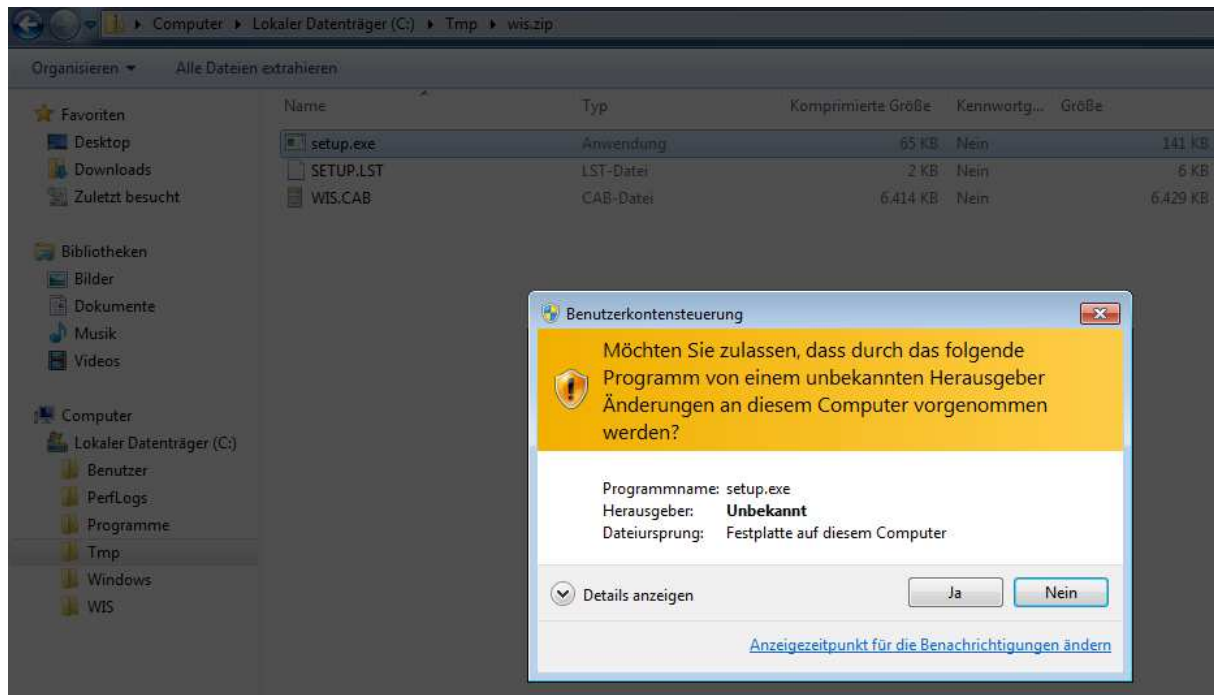 Computer Lokaler Datenträger (C:) Tmp wis.zip
Organisieren Alle Dateien extrahieren
Name Typ Komprimierte Größe Kennwortg... Größe
setup.exe Anwendung 65 KB Nein 141 KB
SETUP.LST LST-Datei 2 KB Nein 6 KB
WIS.CAB CAB-Datei 6.414 KB Nein 6.429 KB
Favoriten
Desktop
Downloads
Zuletzt besucht
Bibliotheken
Bilder
Dokumente
Musik
Videos
Computer
Lokaler Datenträger (C:)
Benutzer
PerfLogs
Programme
Tmp
Windows
WIS
Benutzerkontensteuerung
Möchten Sie zulassen, dass durch das folgende
Programm von einem unbekannten Herausgeber
Änderungen an diesem Computer vorgenommen
werden?
Programmname: setup.exe
Herausgeber: Unbekannt
Dateiursprung: Festplatte auf diesem Computer
Details anzeigen Ja Nein
Anzeigezeitpunkt für die Benachrichtigungen ändern